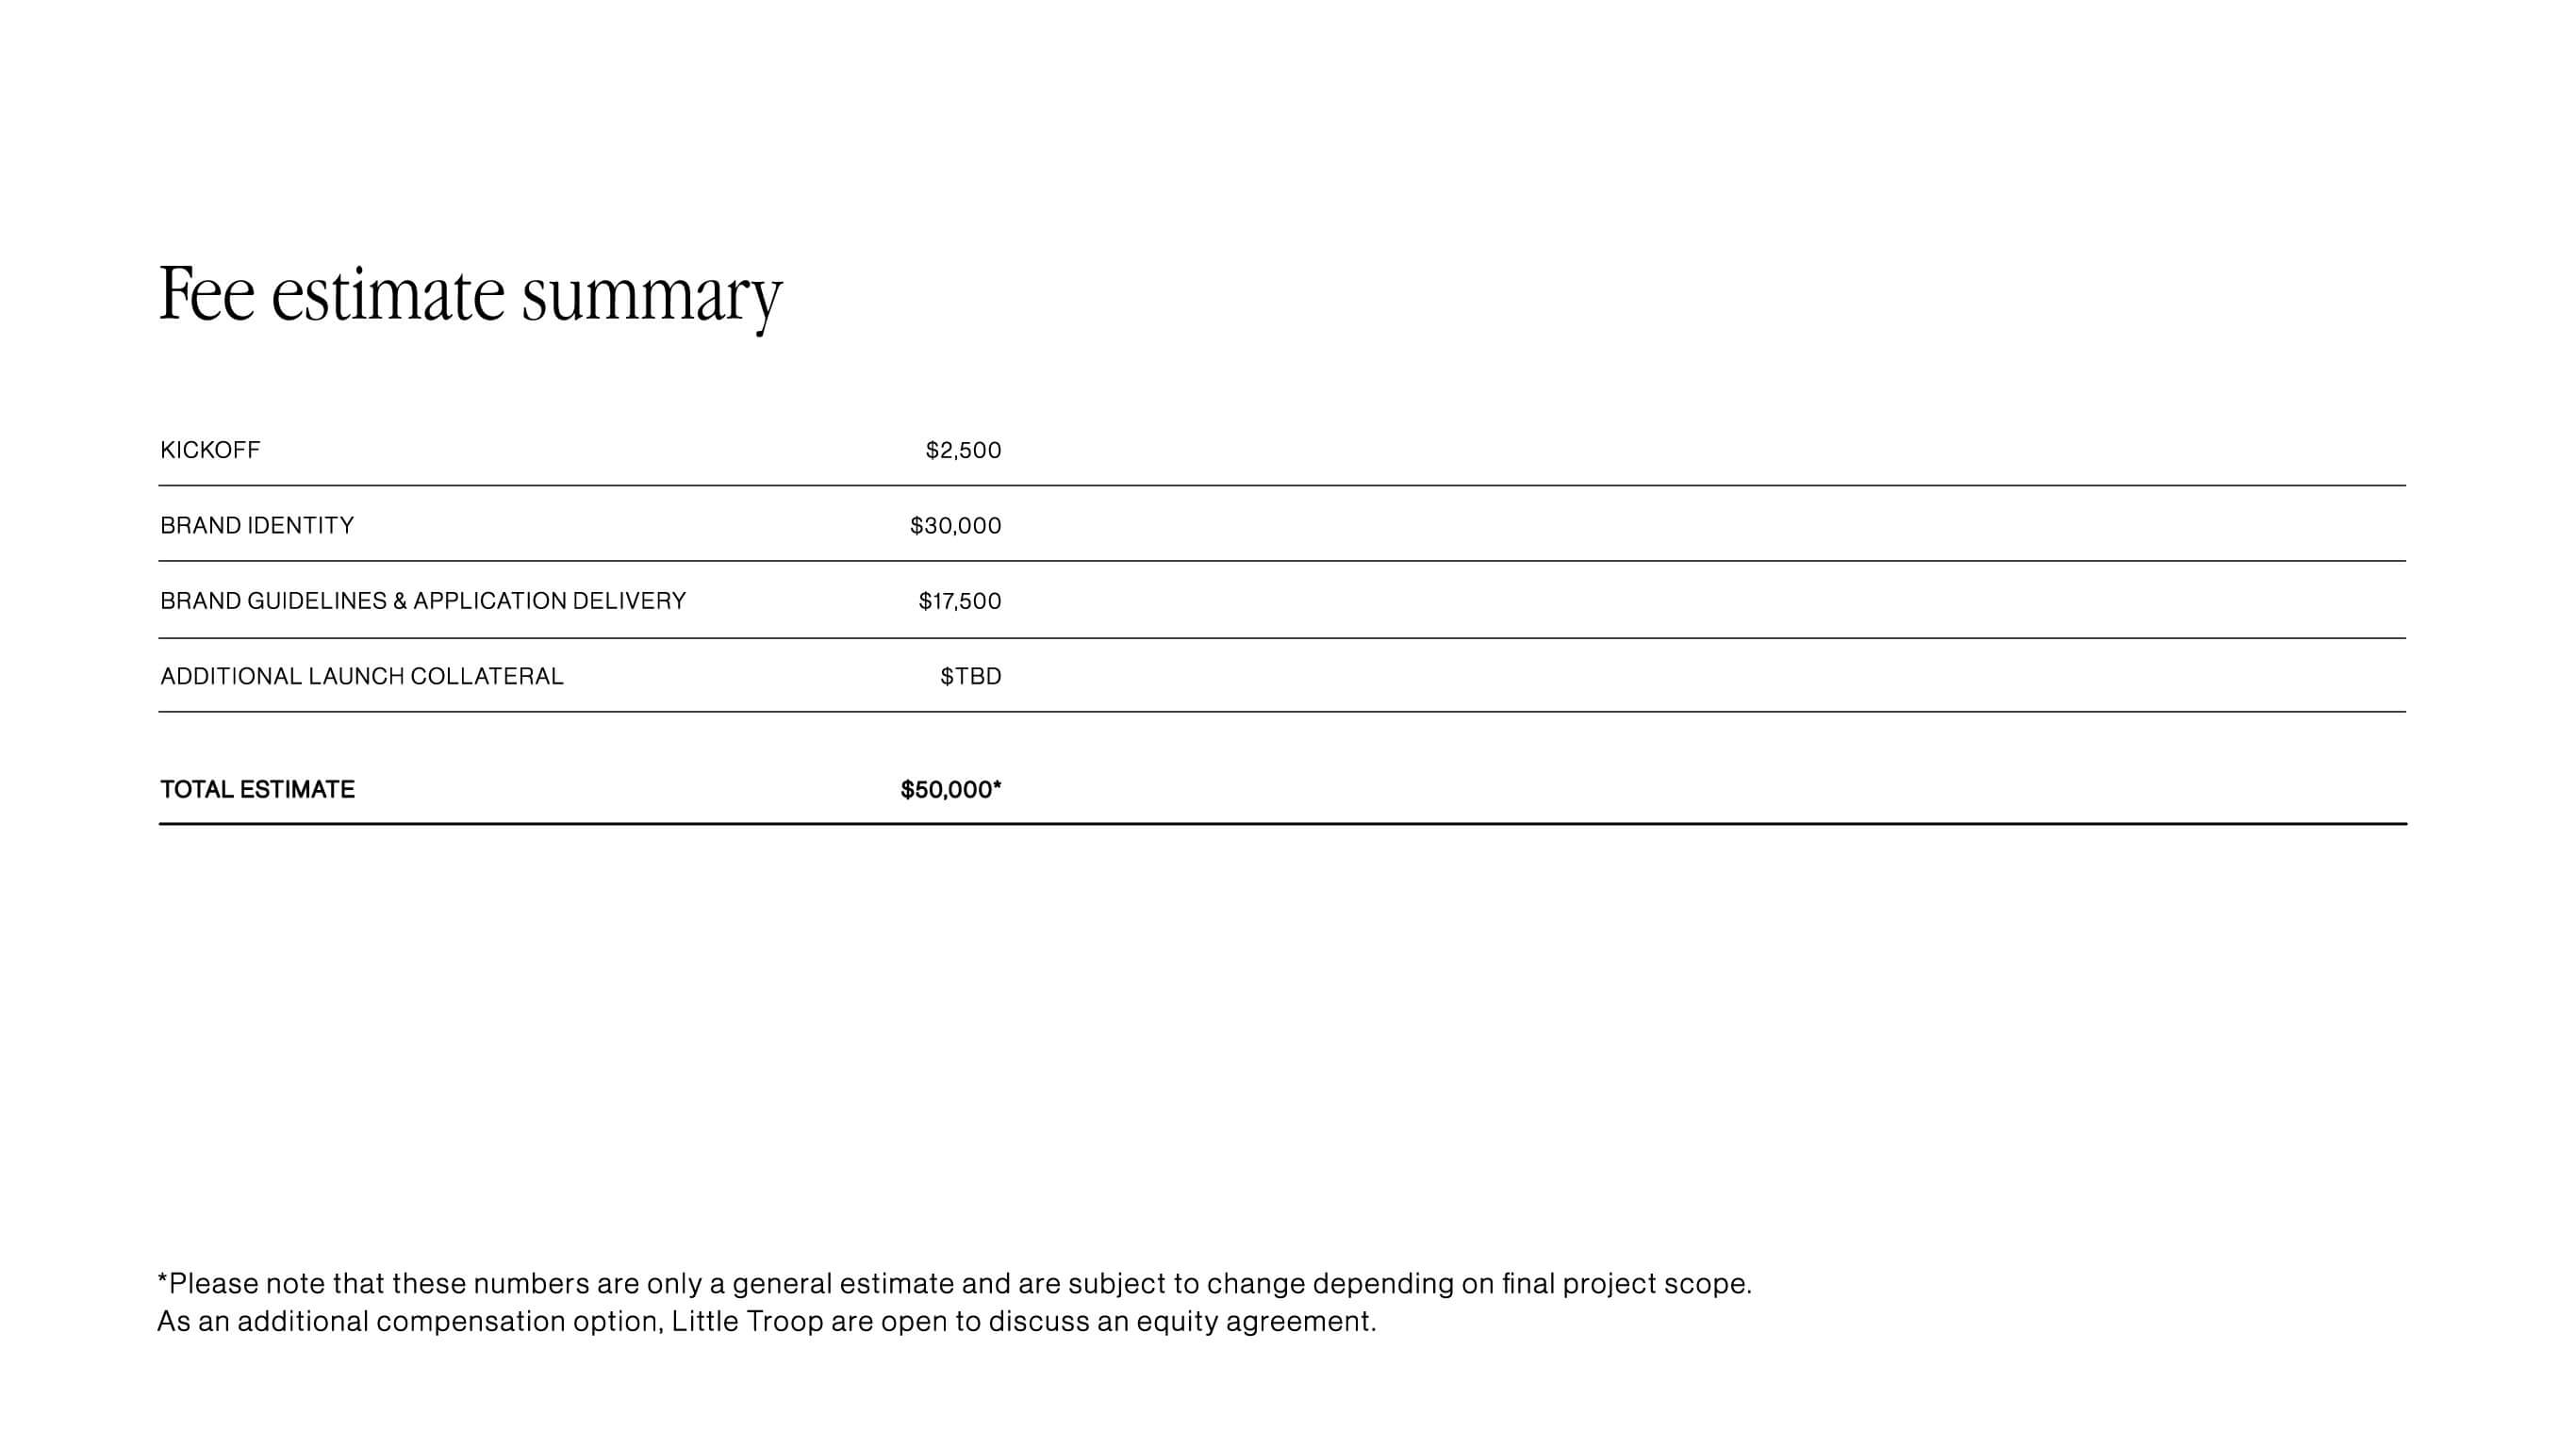 Fee estimate summary
KICKOFF $2,500
BRAND IDENTITY $30,000
BRAND GUIDELINES & APPLICATION DELIVERY $17,500
ADDITIONAL LAUNCH COLLATERAL $TBD
TOTAL ESTIMATE $50,000*
*Please note that these numbers are only a general estimate and are subject to change depending on final project scope.
As an additional compensation option, Little Troop are open to discuss an equity agreement.